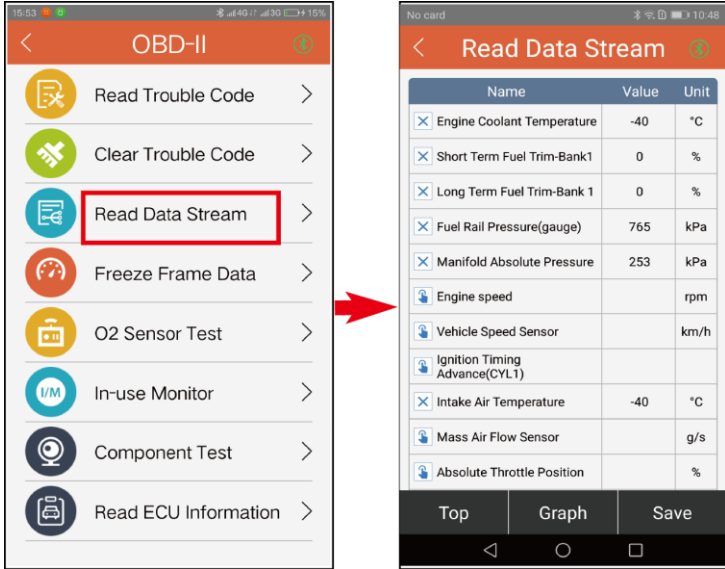 15:53 4G 3G 15%
OBD-II
Read Trouble Code
Clear Trouble Code
Read Data Stream
Freeze Frame Data
O2 Sensor Test
I/M In-use Monitor
Component Test
Read ECU Information
No card 10:48
Read Data Stream
Name Value Unit
Engine Coolant Temperature -40 °C
Short Term Fuel Trim-Bank1 0 %
Long Term Fuel Trim-Bank 1 0 %
Fuel Rail Pressure(gauge) 765 kPa
Manifold Absolute Pressure 253 kPa
Engine speed rpm
Vehicle Speed Sensor km/h
Ignition Timing
Advance(CYL1)
Intake Air Temperature -40 °C
Mass Air Flow Sensor g/s
Absolute Throttle Position %
Top Graph Save